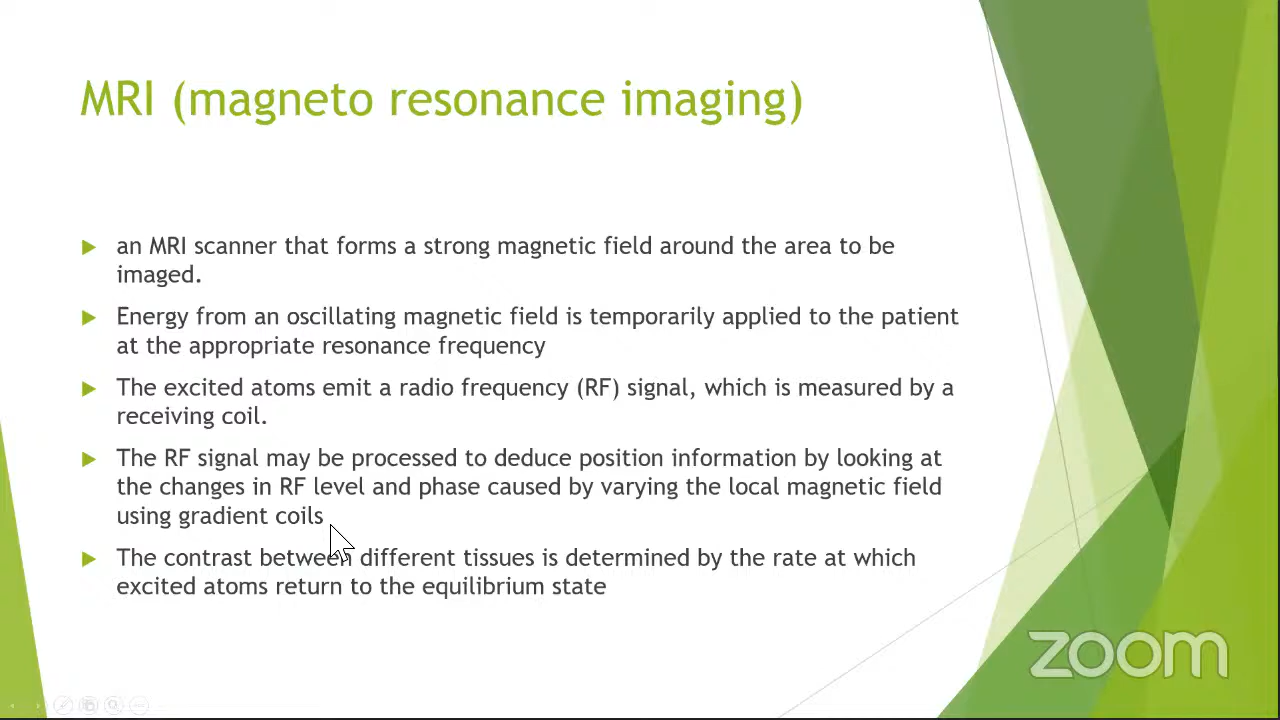 MRI (magneto resonance imaging)
an MRI scanner that forms a strong magnetic field around the area to be
imaged.
Energy from an oscillating magnetic field is temporarily applied to the patient
at the appropriate resonance frequency
The excited atoms emit a radio frequency (RF) signal, which is measured by a
receiving coil.
The RF signal may be processed to deduce position information by looking at
the changes in RF level and phase caused by varying the local magnetic field
using gradient coils
The contrast between different tissues is determined by the rate at which
excited atoms return to the equilibrium state
zoom